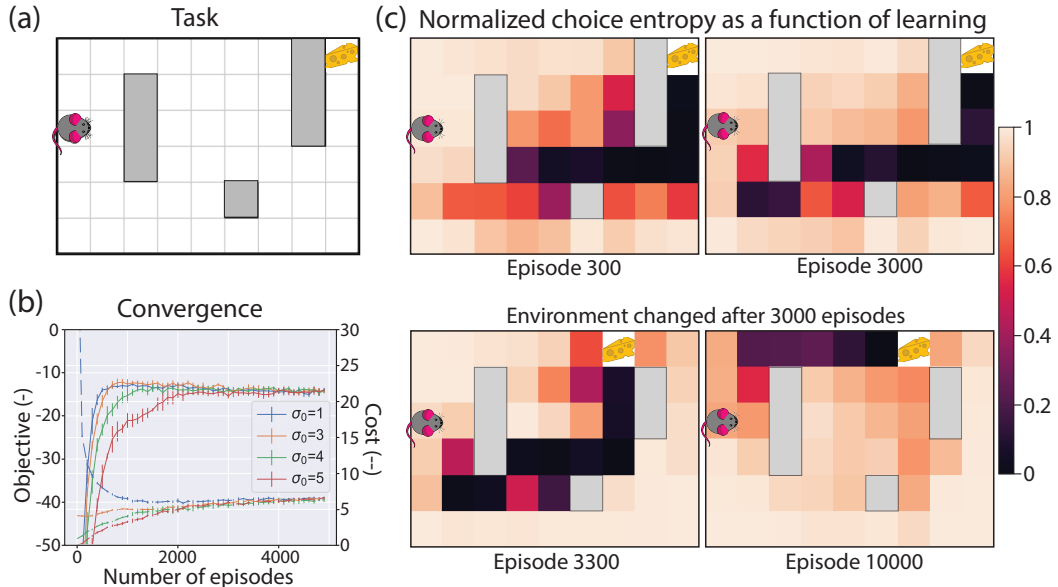 (a)
Task
(b)
Convergence
Objective (-)
0
-10
-20
-30
-40
-50
30
25
20
15
10
5
0
Cost (--)
σ₀=1
σ₀=3
σ₀=4
σ₀=5
0
2000
4000
Number of episodes
(c)
Normalized choice entropy as a function of learning
Episode 300
Episode 3000
Environment changed after 3000 episodes
Episode 3300
Episode 10000
1
0.8
0.6
0.4
0.2
0